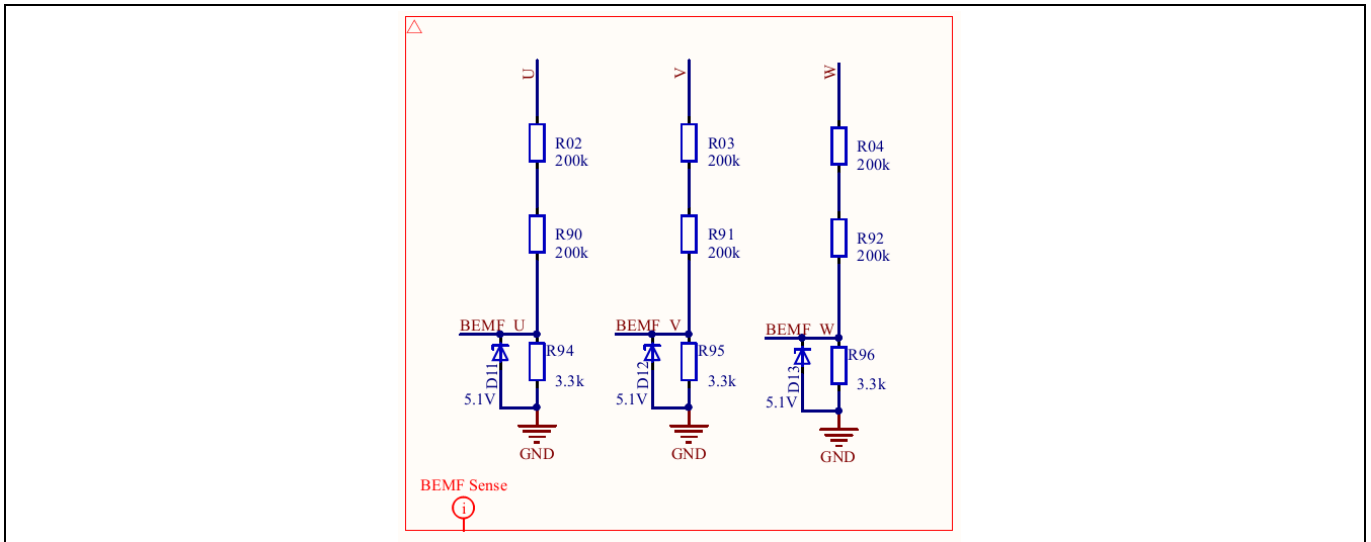 U
V
W
R02
200k
R03
200k
R04
200k
R90
200k
R91
200k
R92
200k
BEMF_U
D11
5.1V
R94
3.3k
GND
BEMF_V
D12
5.1V
R95
3.3k
GND
BEMF_W
D13
5.1V
R96
3.3k
GND
BEMF Sense
i